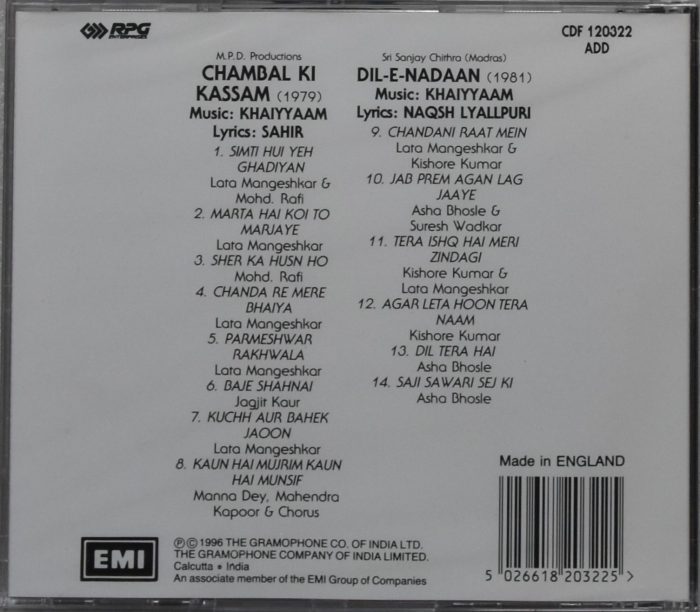 RPG
ENTERPRISES
CDF 120322
ADD
M.P.D. Productions
CHAMBAL KI
KASSAM (1979)
Music: KHAIYYAAM
Lyrics: SAHIR
1. SIMTI HUI YEH
GHADIYAN
Lata Mangeshkar &
Mohd. Rafi
2. MARTA HAI KOI TO
MARJAYE
Lata Mangeshkar
3. SHER KA HUSN HO
Mohd. Rafi
4. CHANDA RE MERE
BHAIYA
Lata Mangeshkar
5. PARMESHWAR
RAKHWALA
Lata Mangeshkar
6. BAJE SHAHNAI
Jagjit Kaur
7. KUCHH AUR BAHEK
JAOON
Lata Mangeshkar
8. KAUN HAI MUJRIM KAUN
HAI MUNSIF
Manna Dey, Mahendra
Kapoor & Chorus
Sri Sanjay Chithra (Madras)
DIL-E-NADAAN (1981)
Music: KHAIYYAAM
Lyrics: NAQSH LYALLPURI
9. CHANDANI RAAT MEIN
Lata Mangeshkar &
Kishore Kumar
10. JAB PREM AGAN LAG
JAAYE
Asha Bhosle &
Suresh Wadkar
11. TERA ISHQ HAI MERI
ZINDAGI
Kishore Kumar &
Lata Mangeshkar
12. AGAR LETA HOON TERA
NAAM
Kishore Kumar
13. DIL TERA HAI
Asha Bhosle
14. SAJI SAWARI SEJ KI
Asha Bhosle
Made in ENGLAND
5 026618 203225 >
EMI
℗©1996 THE GRAMOPHONE CO. OF INDIA LTD.
THE GRAMOPHONE COMPANY OF INDIA LIMITED.
Calcutta • India
An associate member of the EMI Group of Companies